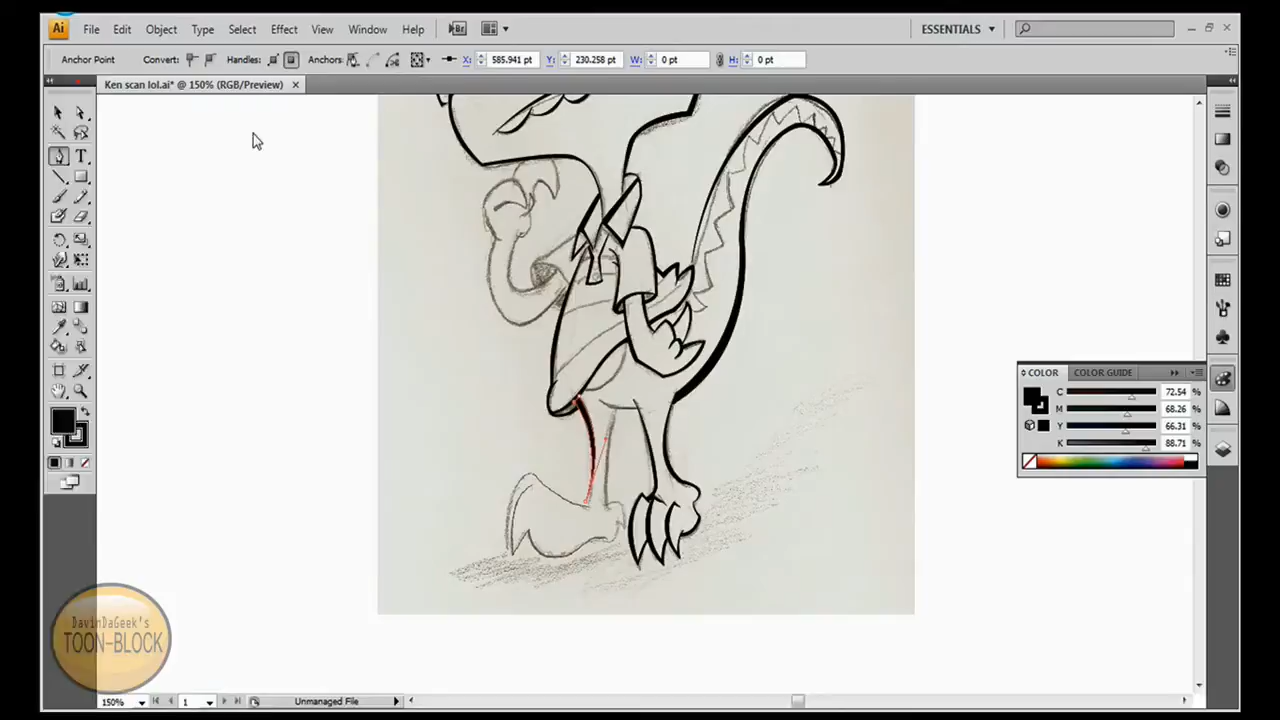 Ai File Edit Object Type Select Effect View Window Help Br ESSENTIALS
Anchor Point Convert: Handles: Anchors: X: 585.941 pt Y: 230.258 pt W: 0 pt H: 0 pt
Ken scan lol.ai* @ 150% (RGB/Preview)
T
COLOR COLOR GUIDE
C 72.54 %
M 68.26 %
Y 66.31 %
K 88.71 %
DavinDaGeek's
TOON-BLOCK
150% 1 Unmanaged File